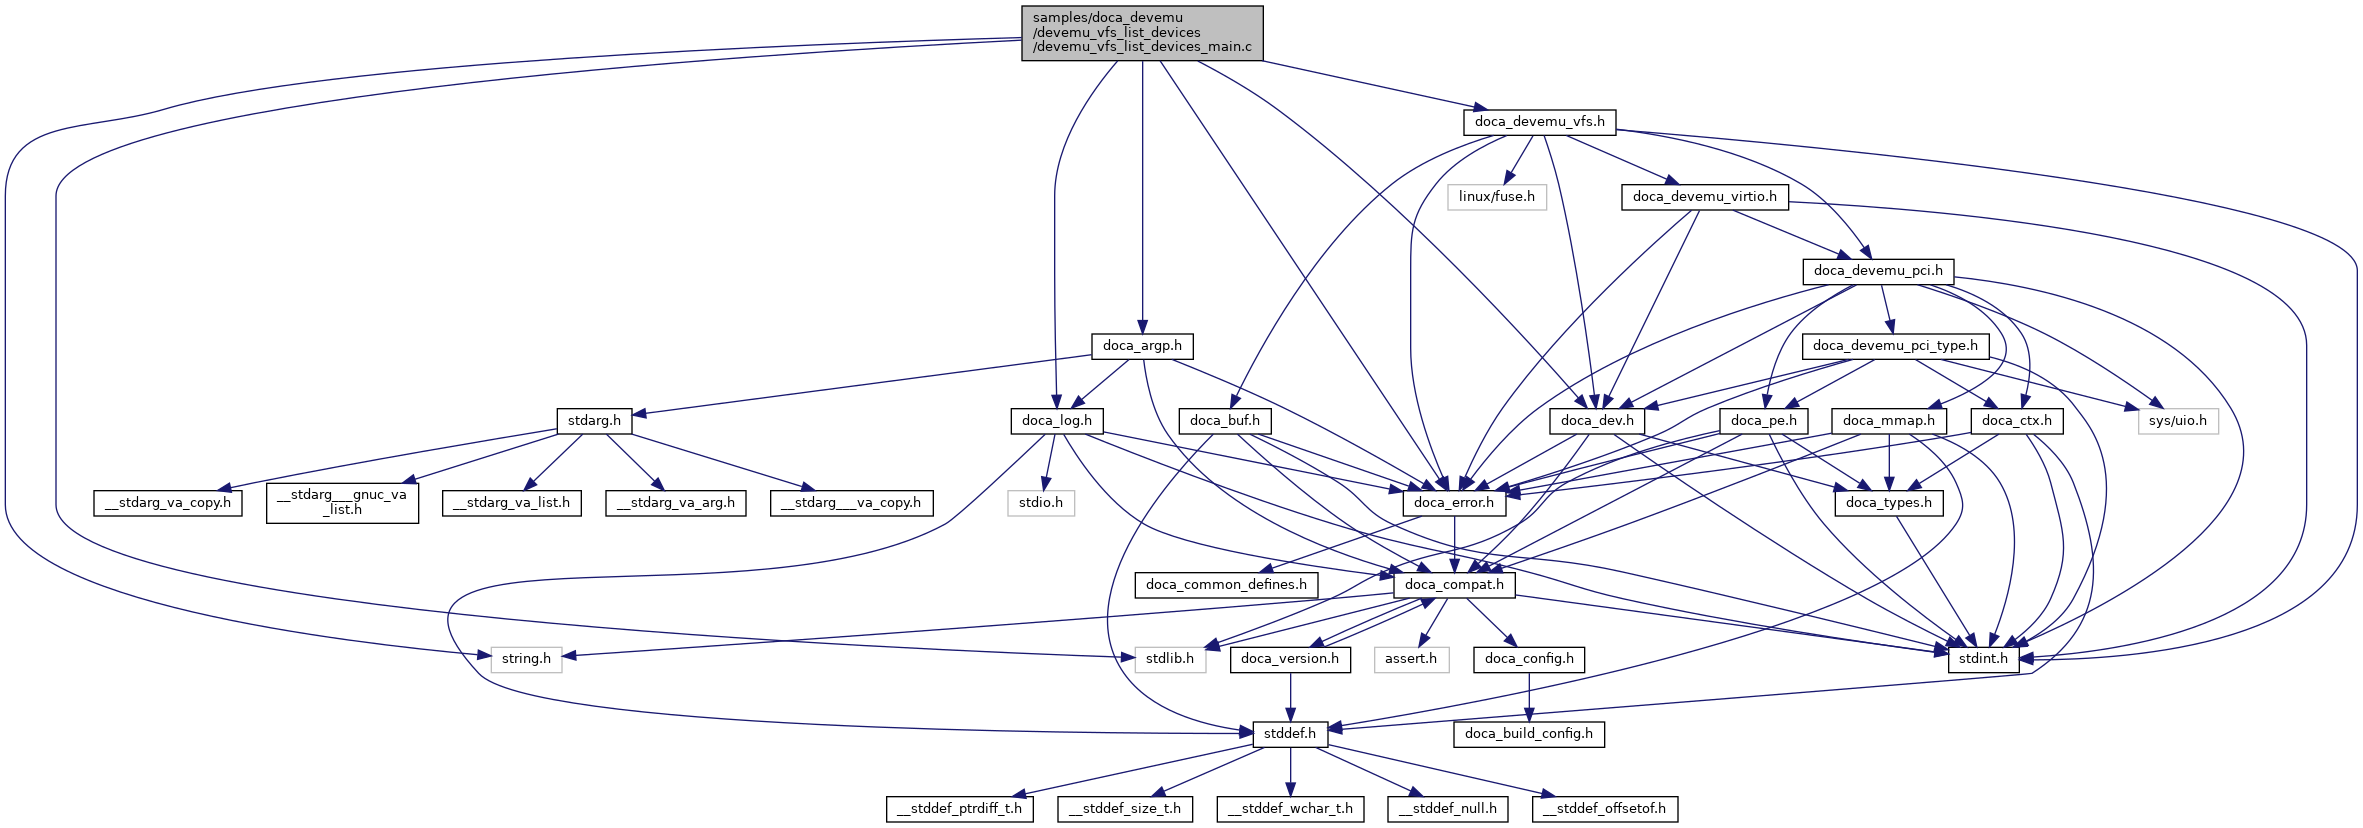 samples/doca_devemu
/devemu_vfs_list_devices
/devemu_vfs_list_devices_main.c
doca_devemu_vfs.h
linux/fuse.h
doca_devemu_virtio.h
doca_devemu_pci.h
doca_argp.h
doca_devemu_pci_type.h
stdarg.h
doca_log.h
doca_buf.h
doca_dev.h
doca_pe.h
doca_mmap.h
doca_ctx.h
sys/uio.h
__stdarg_va_copy.h
__stdarg___gnuc_va
_list.h
__stdarg_va_list.h
__stdarg_va_arg.h
__stdarg___va_copy.h
stdio.h
doca_error.h
doca_types.h
doca_common_defines.h
doca_compat.h
string.h
stdlib.h
doca_version.h
assert.h
doca_config.h
stdint.h
stddef.h
doca_build_config.h
__stddef_ptrdiff_t.h
__stddef_size_t.h
__stddef_wchar_t.h
__stddef_null.h
__stddef_offsetof.h